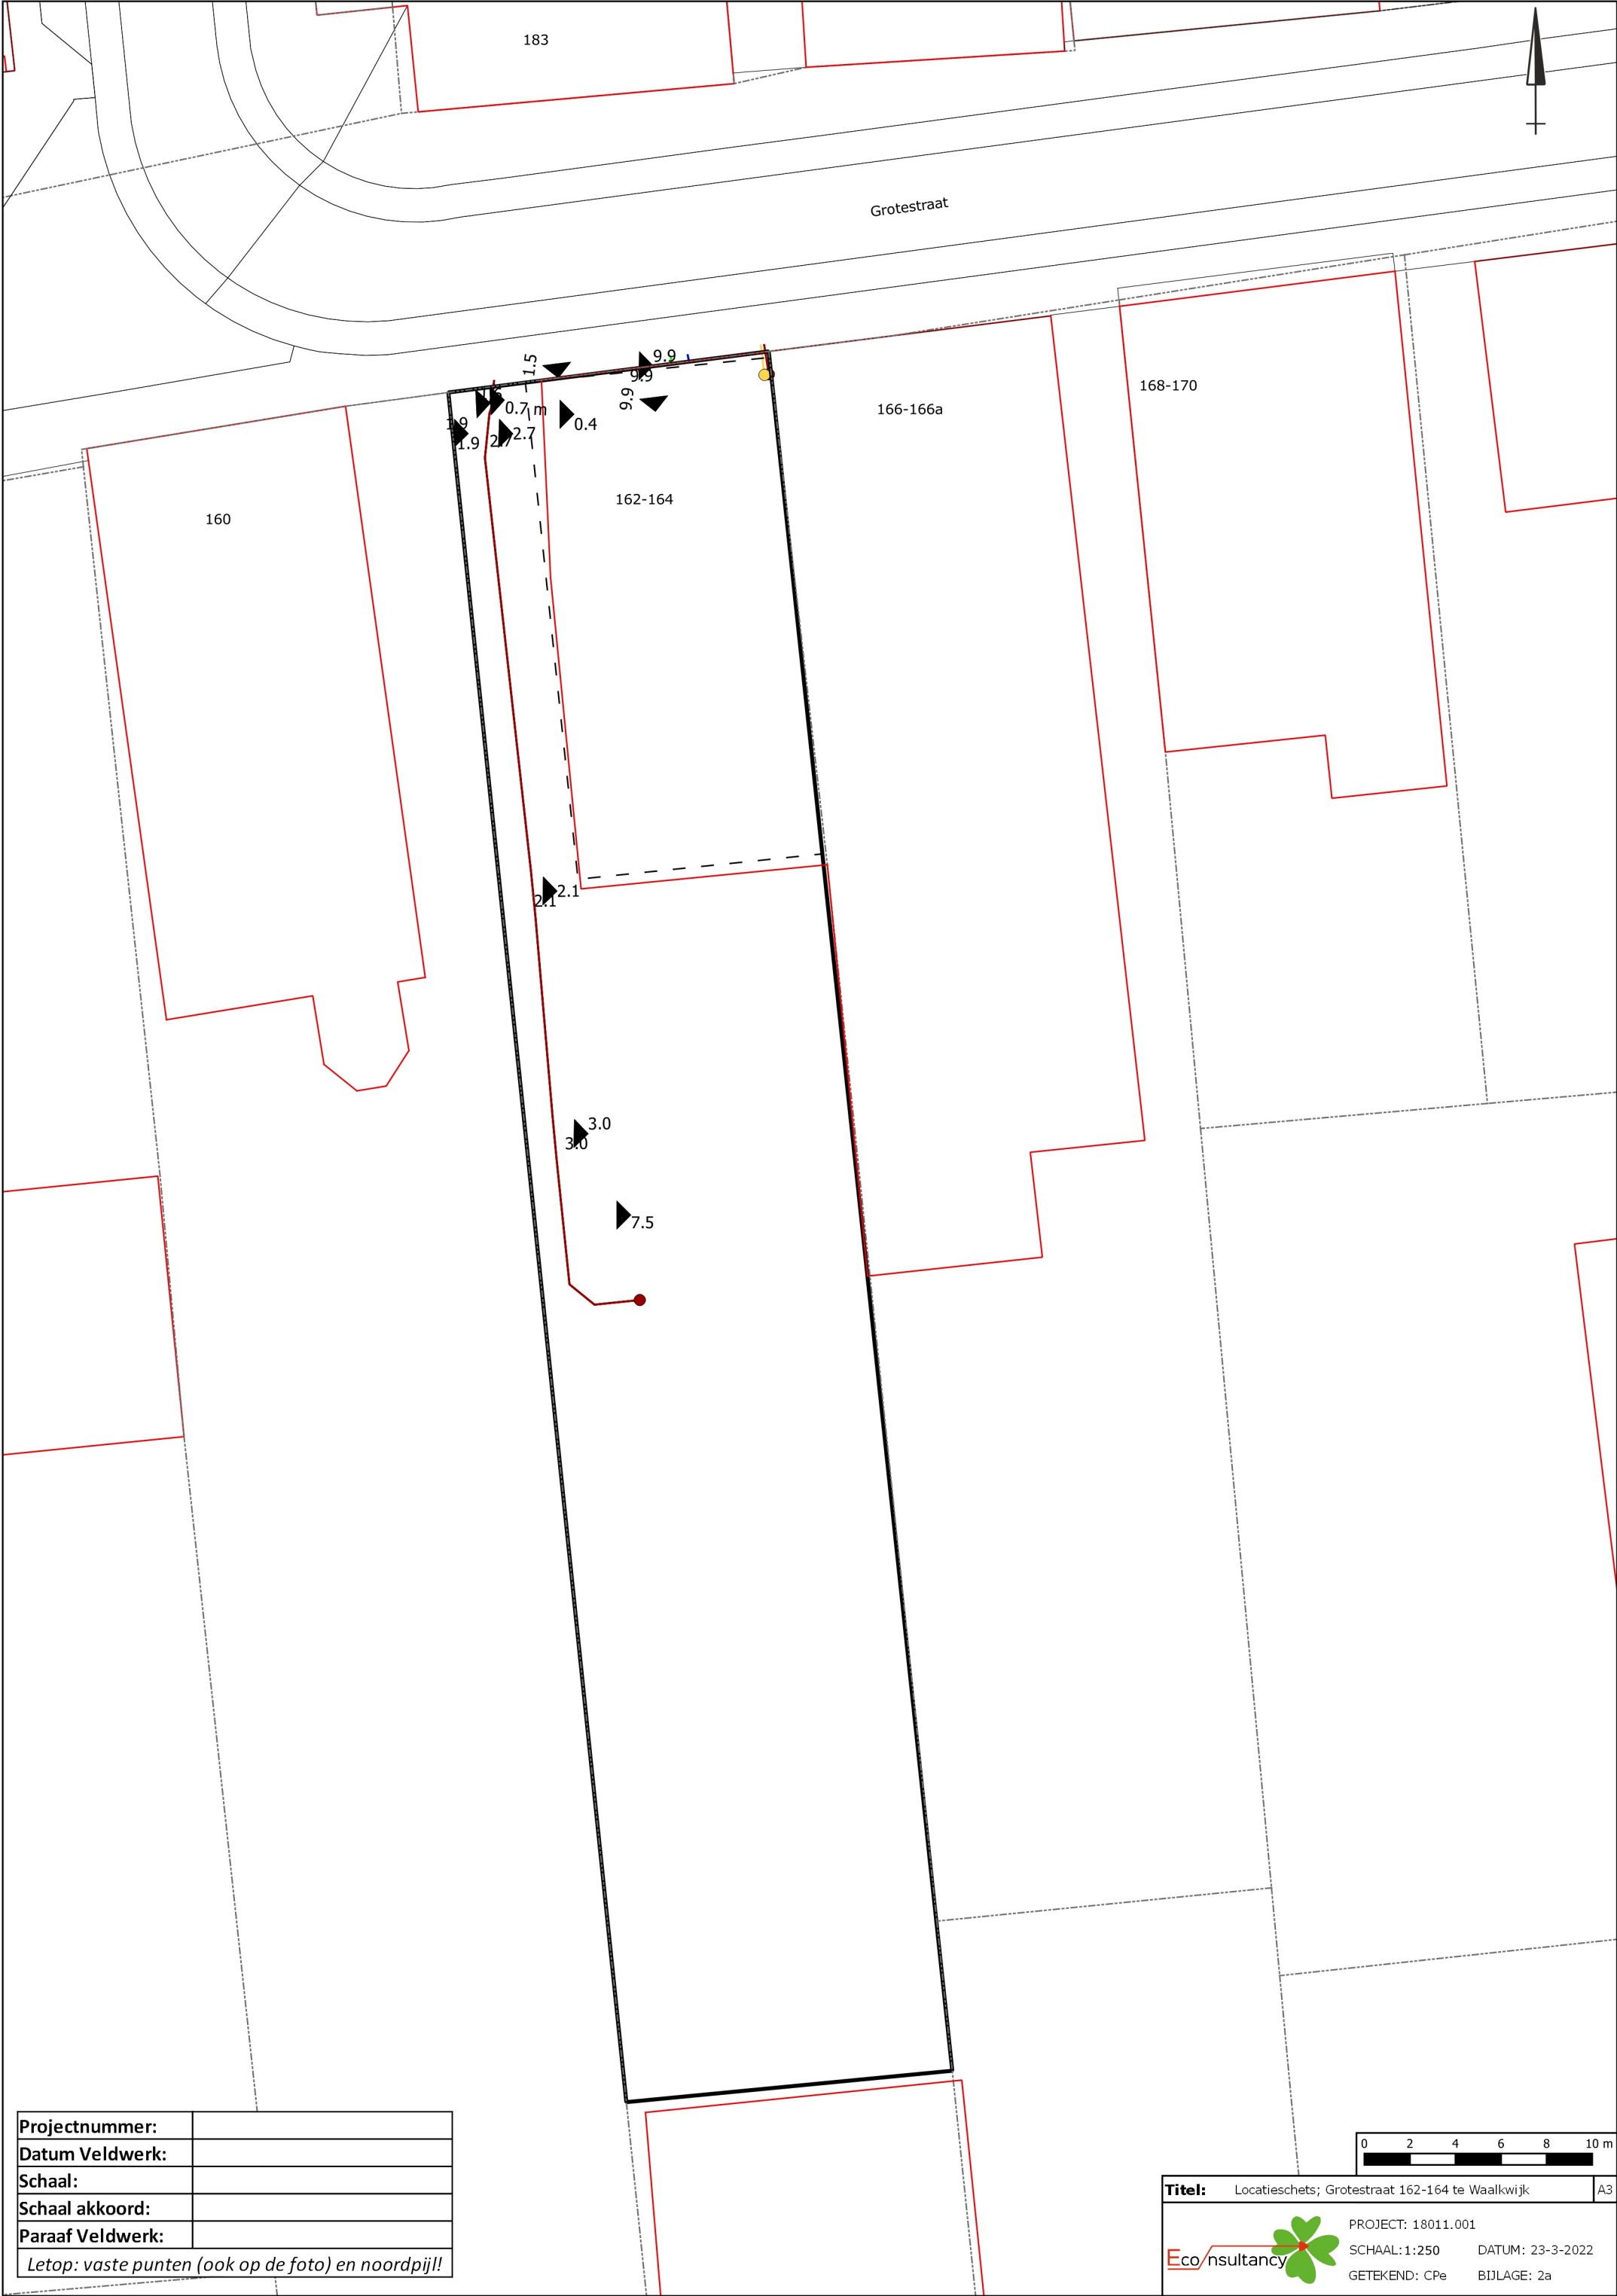 183
Grotestraat
1.5
9.9
9.9
9.9
168-170
166-166a
0.7 m
0.4
1.9
1.9
2.7
2.7
162-164
160
2.1
2.1
3.0
3.0
7.5
Projectnummer:
Datum Veldwerk:
Schaal:
Schaal akkoord:
Paraaf Veldwerk:
Letop: vaste punten (ook op de foto) en noordpijl!
0 2 4 6 8 10 m
Titel: Locatieschets; Grotestraat 162-164 te Waalkwijk A3
Eco/nsultancy
PROJECT: 18011.001
SCHAAL:1:250 DATUM: 23-3-2022
GETEKEND: CPe BIJLAGE: 2a